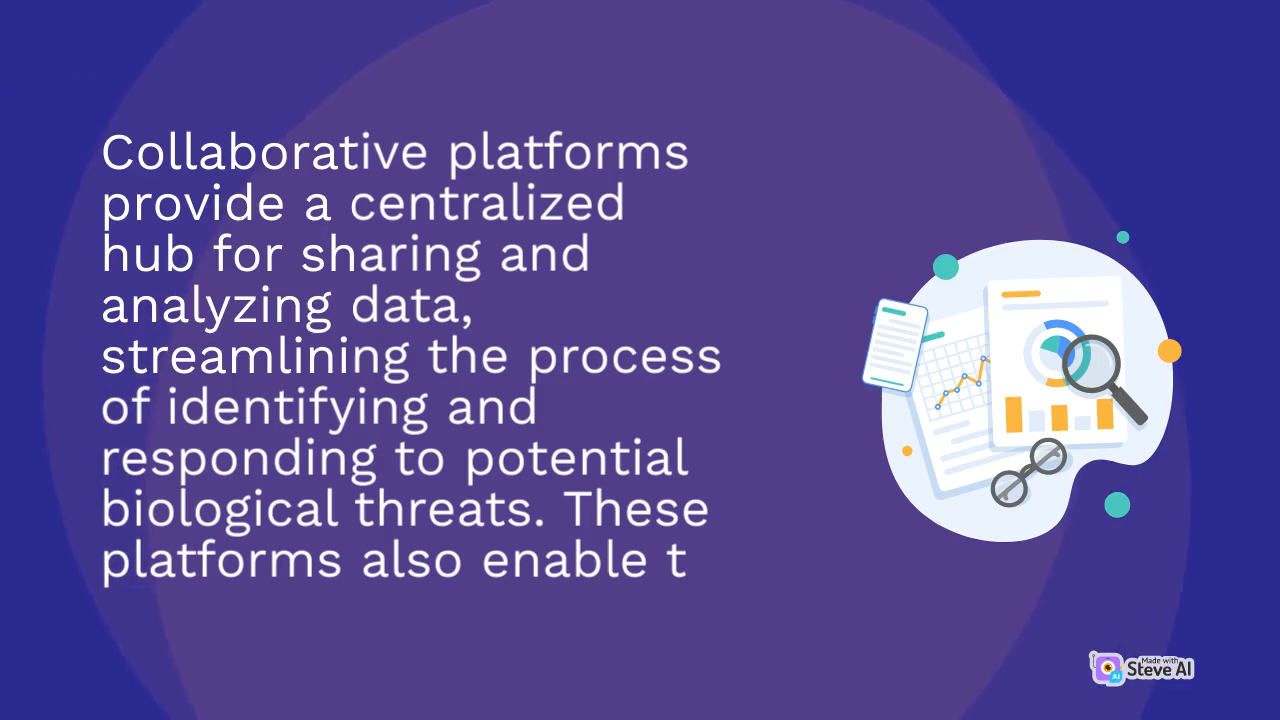 Collaborative platforms
provide a centralized
hub for sharing and
analyzing data,
streamlining the process
of identifying and
responding to potential
biological threats. These
platforms also enable t
Made with
Steve AI
AI